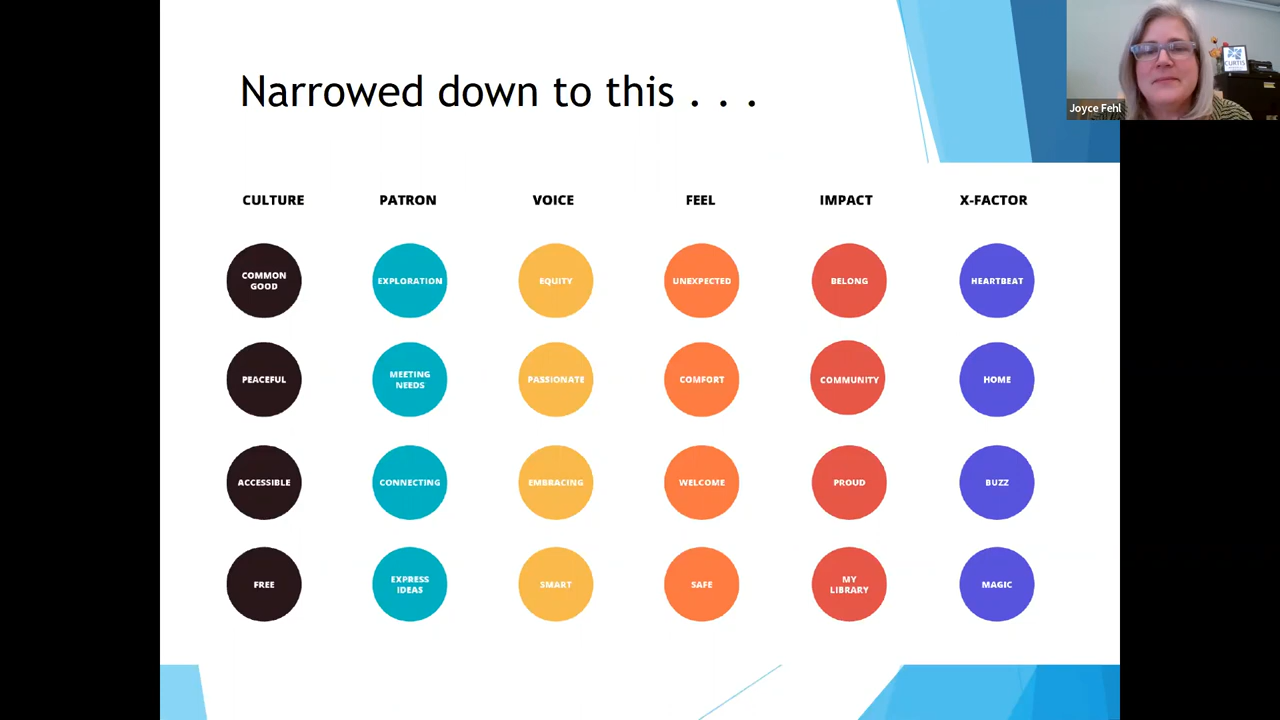 Narrowed down to this . . .
Joyce Fehl
CURTIS
CULTURE PATRON VOICE FEEL IMPACT X-FACTOR
COMMON GOOD EXPLORATION EQUITY UNEXPECTED BELONG HEARTBEAT
PEACEFUL MEETING NEEDS PASSIONATE COMFORT COMMUNITY HOME
ACCESSIBLE CONNECTING EMBRACING WELCOME PROUD BUZZ
FREE EXPRESS IDEAS SMART SAFE MY LIBRARY MAGIC